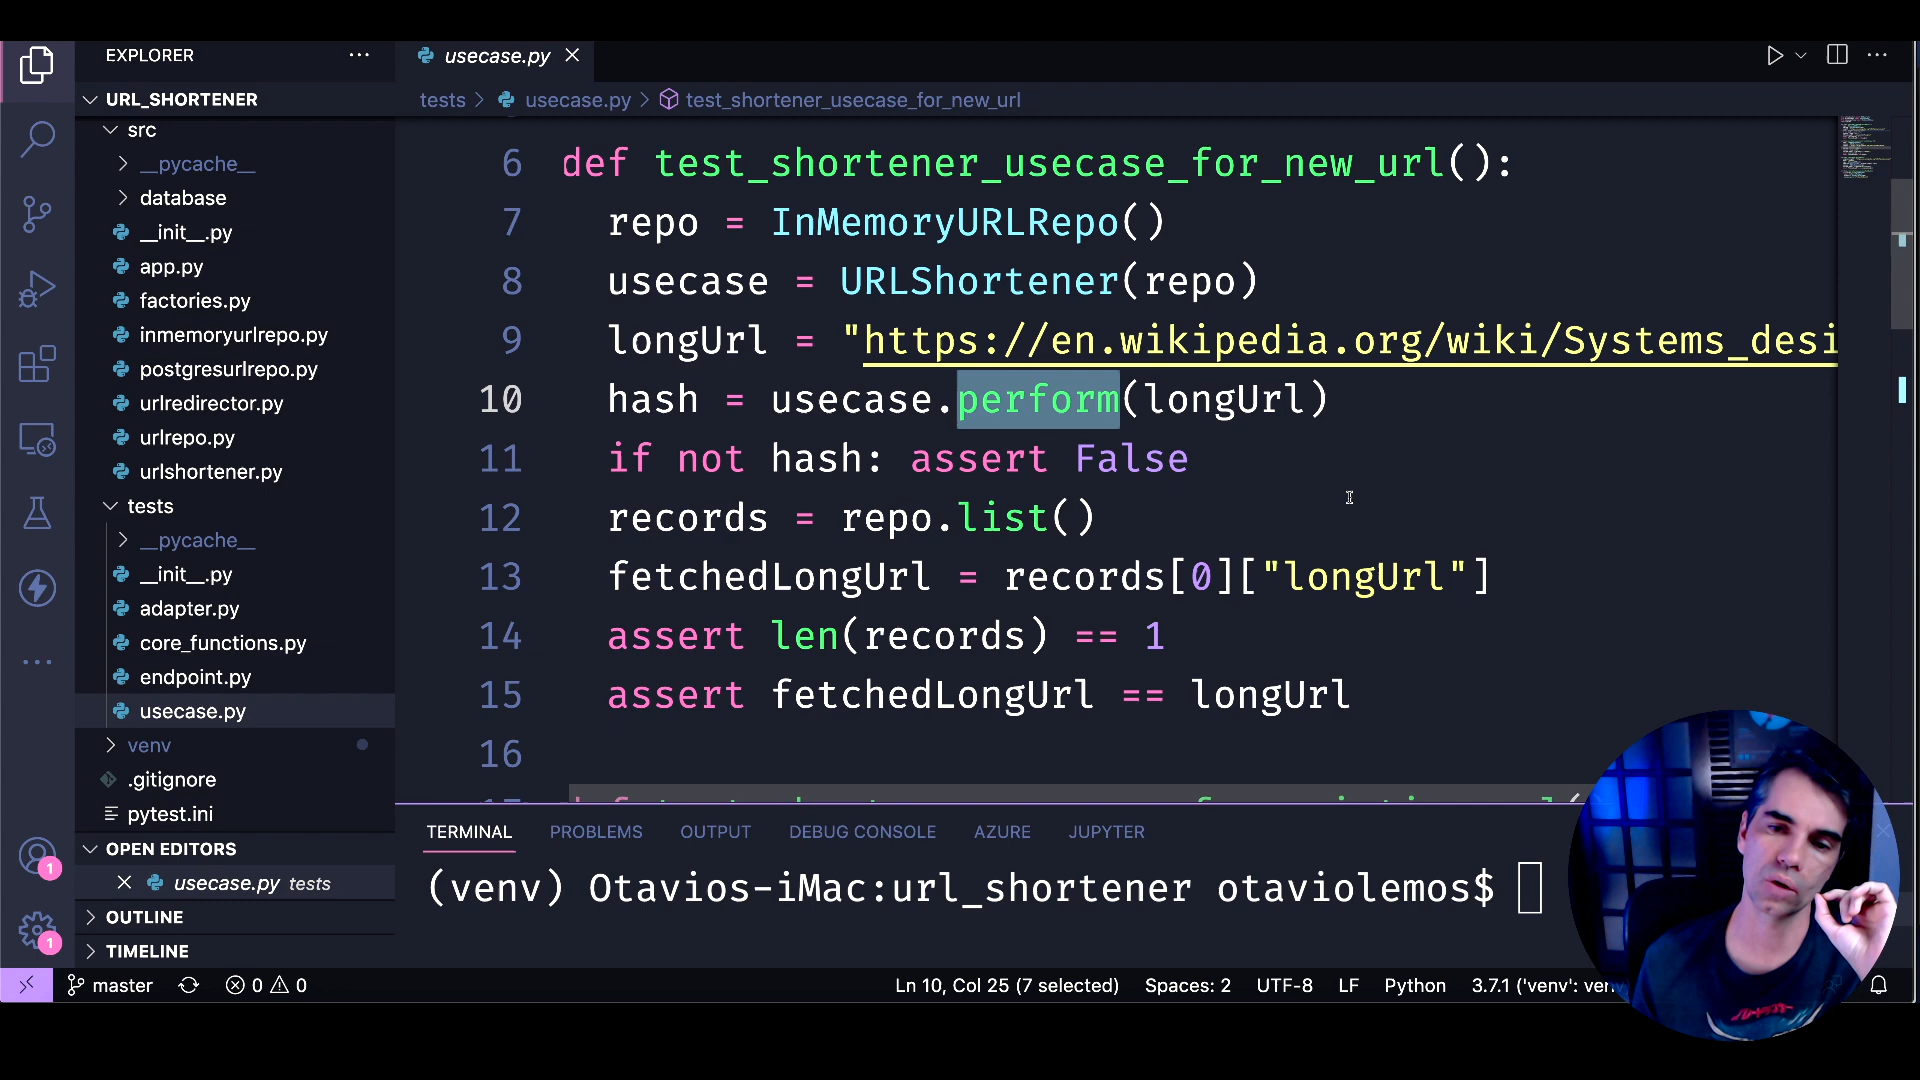 EXPLORER
usecase.py
URL_SHORTENER
tests > usecase.py > test_shortener_usecase_for_new_url
src
__pycache__
database
__init__.py
app.py
factories.py
inmemoryurlrepo.py
postgresurlrepo.py
urlredirector.py
urlrepo.py
urlshortener.py
tests
__pycache__
__init__.py
adapter.py
core_functions.py
endpoint.py
usecase.py
venv
.gitignore
pytest.ini
OPEN EDITORS
usecase.py tests
OUTLINE
TIMELINE
6 def test_shortener_usecase_for_new_url():
7 repo = InMemoryURLRepo()
8 usecase = URLShortener(repo)
9 longUrl = "https://en.wikipedia.org/wiki/Systems_desi
10 hash = usecase.perform(longUrl)
11 if not hash: assert False
12 records = repo.list()
13 fetchedLongUrl = records[0]["longUrl"]
14 assert len(records) == 1
15 assert fetchedLongUrl == longUrl
16
TERMINAL PROBLEMS OUTPUT DEBUG CONSOLE AZURE JUPYTER
(venv) Otavios-iMac:url_shortener otaviolemos$
1
1
master 0 0 Ln 10, Col 25 (7 selected) Spaces: 2 UTF-8 LF Python 3.7.1 ('venv':